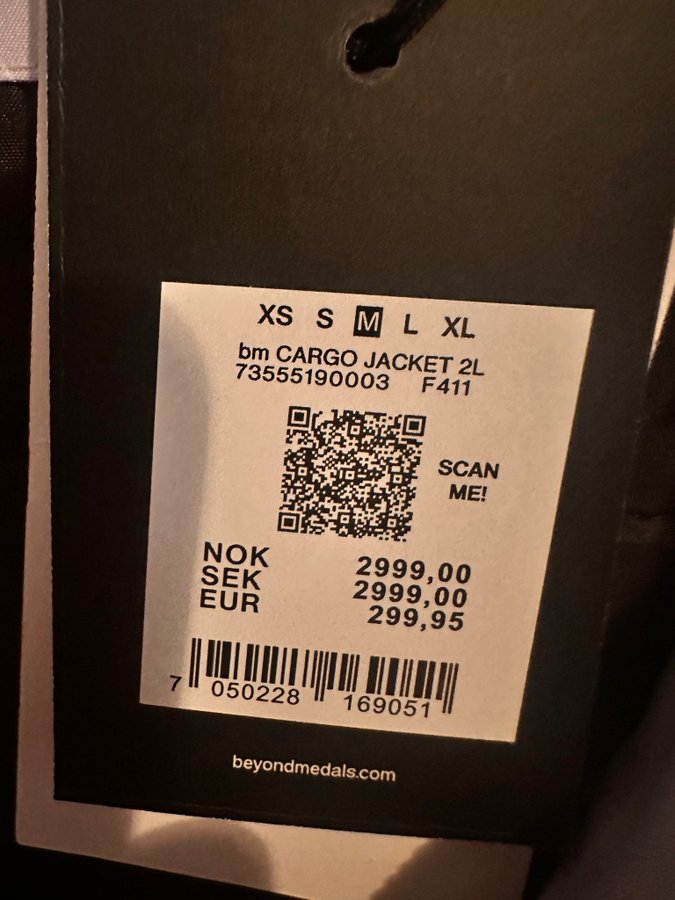 XS S M L XL
bm CARGO JACKET 2L
73555190003 F411
SCAN
ME!
NOK 2999,00
SEK 2999,00
EUR 299,95
7 050228 169051
beyondmedals.com